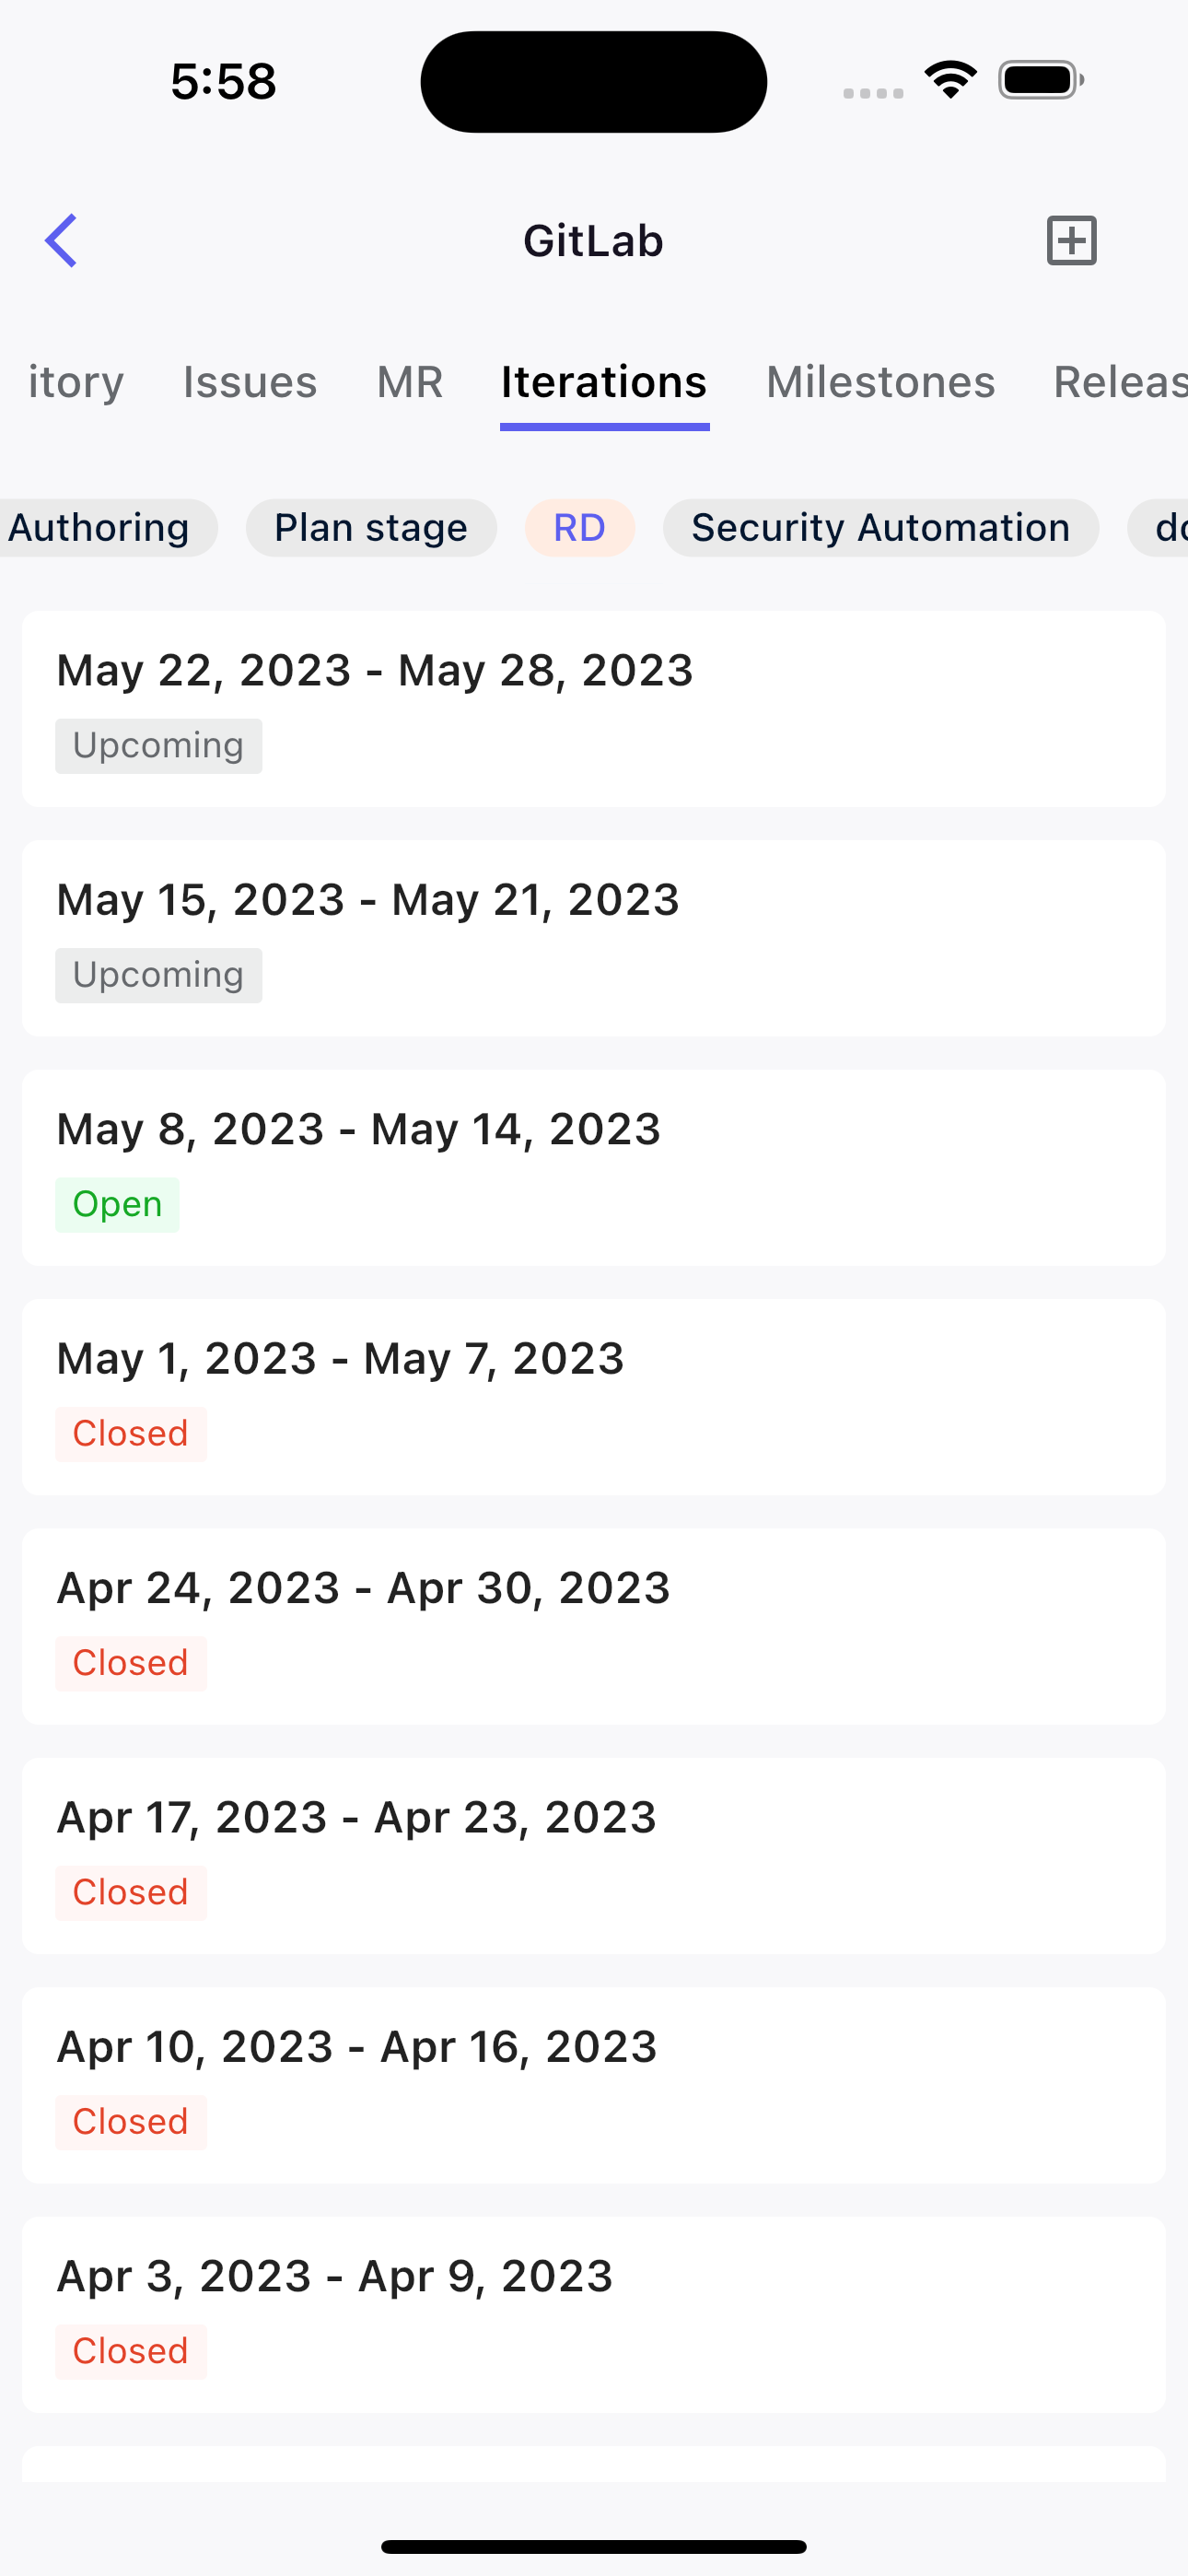 5:58
GitLab
itory Issues MR Iterations Milestones Releas
Authoring Plan stage RD Security Automation do
May 22, 2023 - May 28, 2023
Upcoming
May 15, 2023 - May 21, 2023
Upcoming
May 8, 2023 - May 14, 2023
Open
May 1, 2023 - May 7, 2023
Closed
Apr 24, 2023 - Apr 30, 2023
Closed
Apr 17, 2023 - Apr 23, 2023
Closed
Apr 10, 2023 - Apr 16, 2023
Closed
Apr 3, 2023 - Apr 9, 2023
Closed